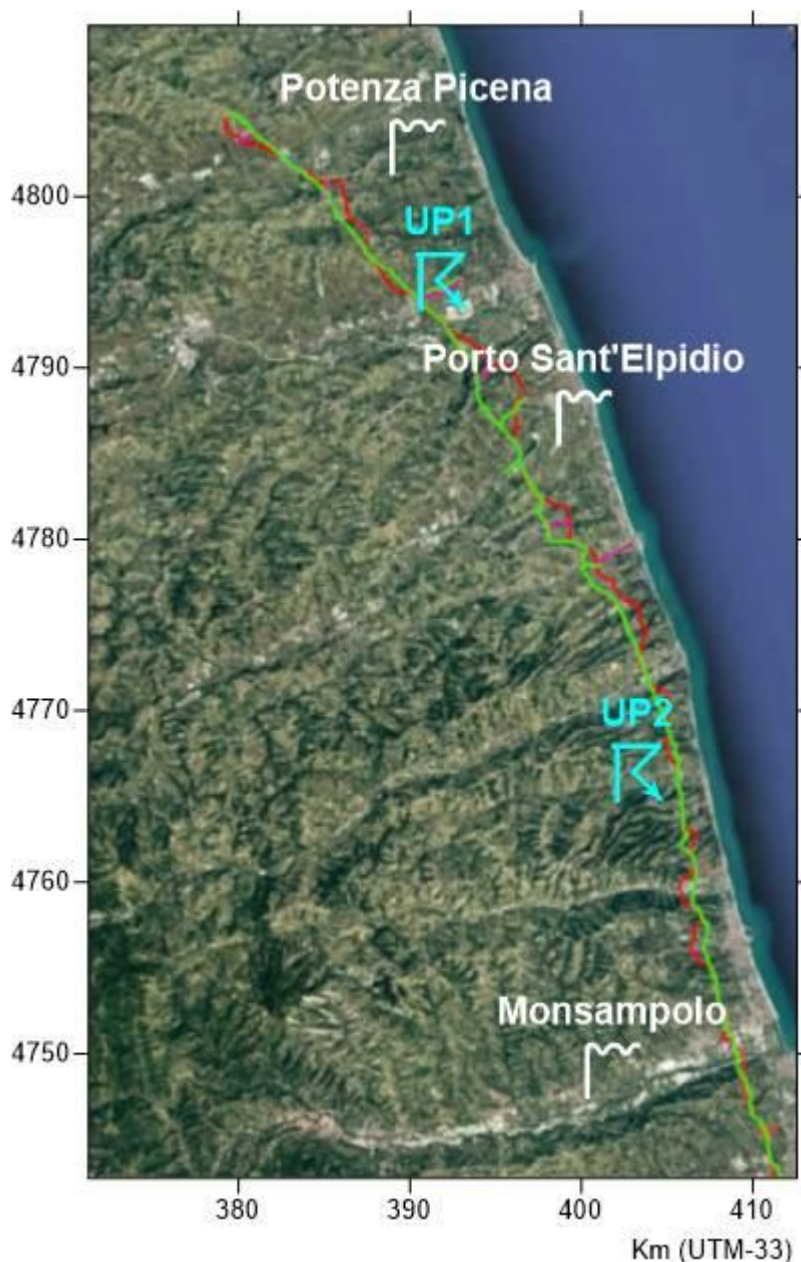 Potenza Picena
4800
UP1
4790
Porto Sant'Elpidio
4780
4770
UP2
4760
Monsampolo
4750
380 390 400 410
Km (UTM-33)